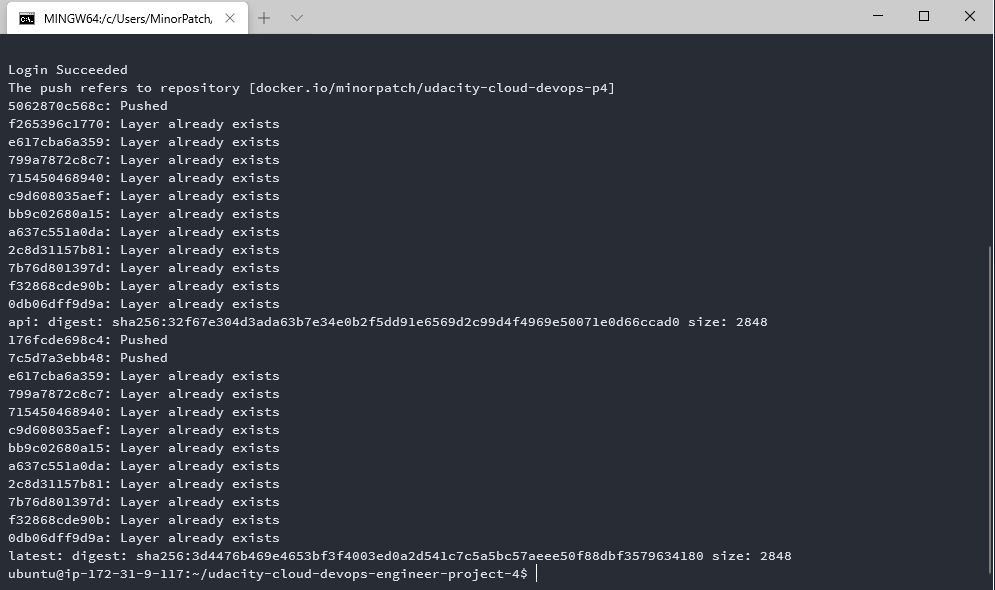 MINGW64:/c/Users/MinorPatch,
Login Succeeded
The push refers to repository [docker.io/minorpatch/udacity-cloud-devops-p4]
5062870c568c: Pushed
f265396c1770: Layer already exists
e617cba6a359: Layer already exists
799a7872c8c7: Layer already exists
715450468940: Layer already exists
c9d608035aef: Layer already exists
bb9c02680a15: Layer already exists
a637c551a0da: Layer already exists
2c8d31157b81: Layer already exists
7b76d801397d: Layer already exists
f32868cde90b: Layer already exists
0db06dff9d9a: Layer already exists
api: digest: sha256:32f67e304d3ada63b7e34e0b2f5dd91e6569d2c99d4f4969e50071e0d66ccad0 size: 2848
176fcde698c4: Pushed
7c5d7a3ebb48: Pushed
e617cba6a359: Layer already exists
799a7872c8c7: Layer already exists
715450468940: Layer already exists
c9d608035aef: Layer already exists
bb9c02680a15: Layer already exists
a637c551a0da: Layer already exists
2c8d31157b81: Layer already exists
7b76d801397d: Layer already exists
f32868cde90b: Layer already exists
0db06dff9d9a: Layer already exists
latest: digest: sha256:3d4476b469e4653bf3f4003ed0a2d541c7c5a5bc57aeee50f88dbf3579634180 size: 2848
ubuntu@ip-172-31-9-117:~/udacity-cloud-devops-engineer-project-4$